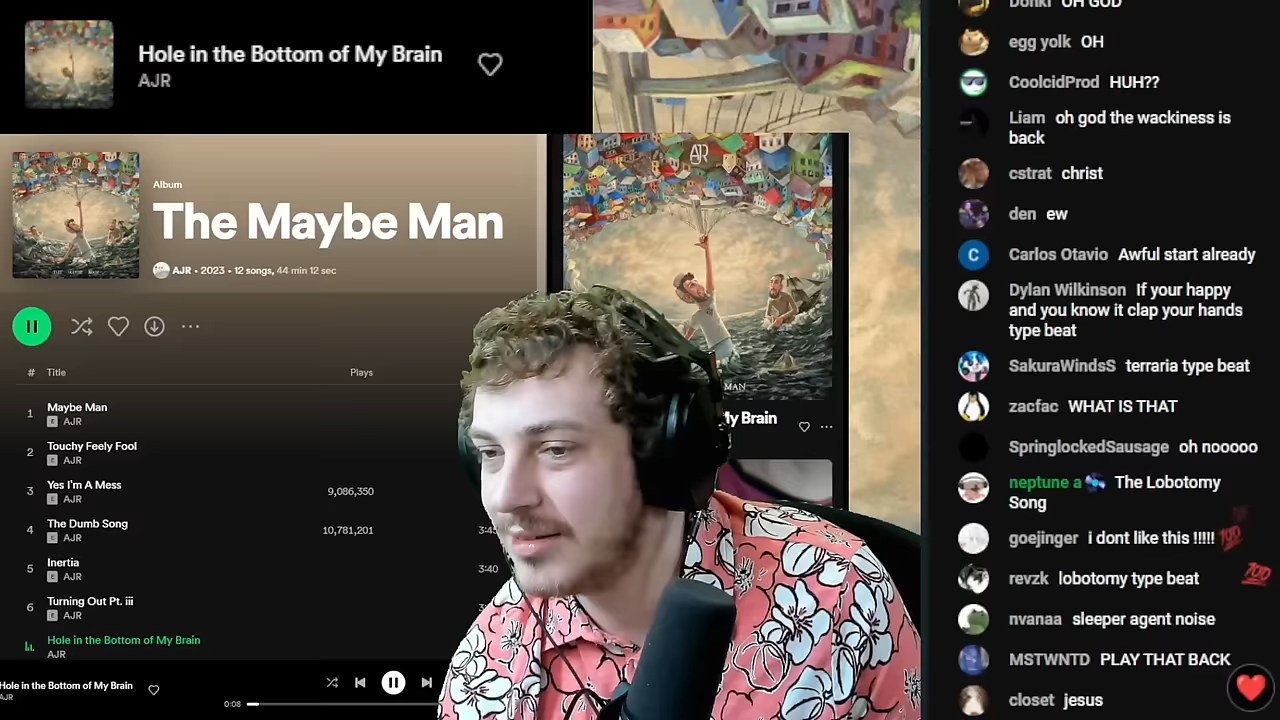 Hole in the Bottom of My Brain
AJR
Album
The Maybe Man
AJR • 2023 • 12 songs, 44 min 12 sec
# Title Plays
1 Maybe Man
E AJR
2 Touchy Feely Fool
E AJR
3 Yes I'm A Mess 9,086,350
E AJR
4 The Dumb Song 10,781,201
E AJR
5 Inertia 3:40
E AJR
6 Turning Out Pt. iii
E AJR
Hole in the Bottom of My Brain
AJR
Hole in the Bottom of My Brain
AJR
0:08
AJR
MAN
My Brain
Donki OH GOD
egg yolk OH
CoolcidProd HUH??
Liam oh god the wackiness is
back
cstrat christ
den ew
C
Carlos Otavio Awful start already
Dylan Wilkinson If your happy
and you know it clap your hands
type beat
SakuraWindsS terraria type beat
zacfac WHAT IS THAT
SpringlockedSausage oh nooooo
neptune a The Lobotomy
Song
goejinger i dont like this !!!!! 💯
revzk lobotomy type beat
100
nvanaa sleeper agent noise
MSTWNTD PLAY THAT BACK
closet jesus